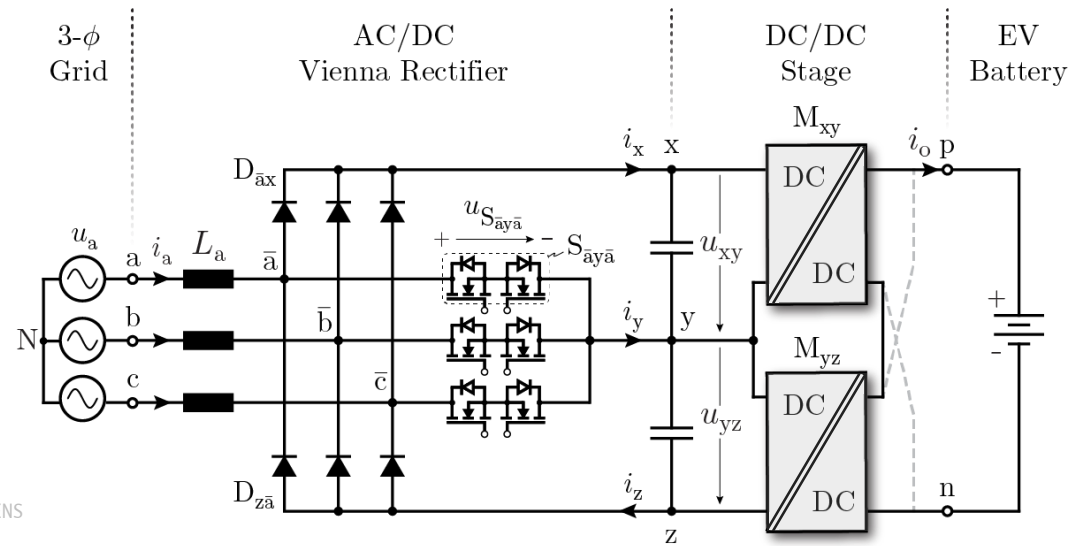 3-ϕ
Grid
AC/DC
Vienna Rectifier
DC/DC
Stage
EV
Battery
M_xy
D_āx
i_x
x
i_o
p
DC
DC
u_S_āyā
+
-
S_āyā
u_a
a
i_a
L_a
ā
u_xy
N
b
b̄
i_y
y
+
-
M_yz
c
c̄
DC
DC
u_yz
D_zā
i_z
z
n
ENS